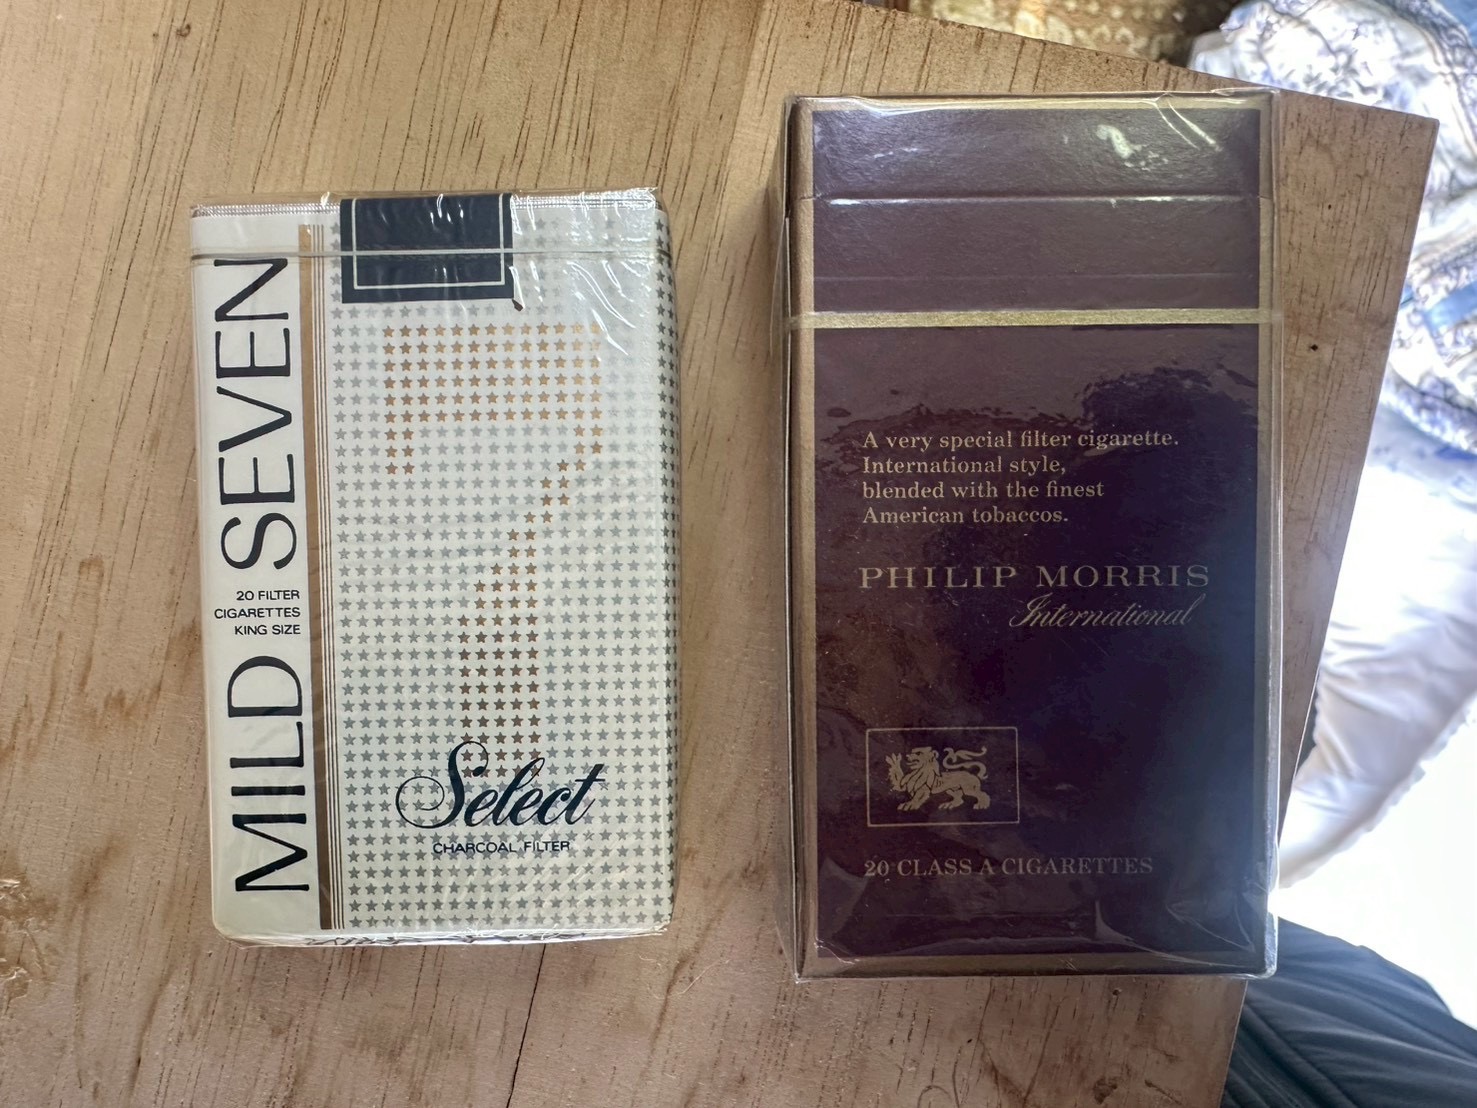 MILD SEVEN
20 FILTER
CIGARETTES
KING SIZE
Select
CHARCOAL FILTER
A very special filter cigarette.
International style,
blended with the finest
American tobaccos.
PHILIP MORRIS
International
20 CLASS A CIGARETTES